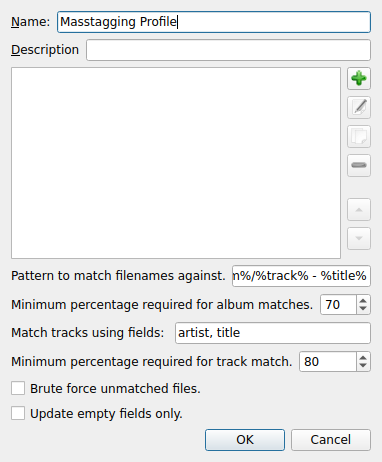 Name: Masstagging Profile
Description
Pattern to match filenames against. %/%track% - %title%
Minimum percentage required for album matches. 70
Match tracks using fields: artist, title
Minimum percentage required for track match. 80
Brute force unmatched files.
Update empty fields only.
OK Cancel